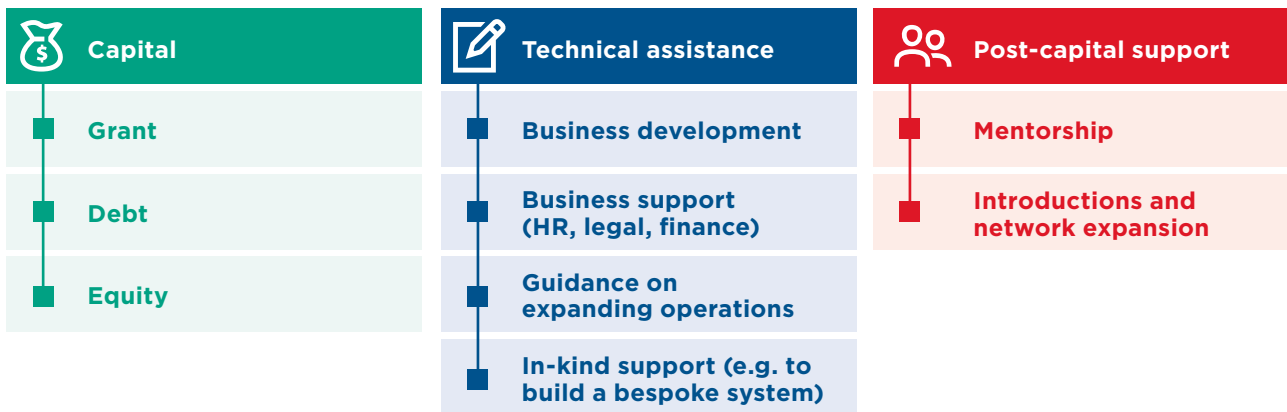 $
Capital
Grant
Debt
Equity
Technical assistance
Business development
Business support
(HR, legal, finance)
Guidance on
expanding operations
In-kind support (e.g. to
build a bespoke system)
Post-capital support
Mentorship
Introductions and
network expansion